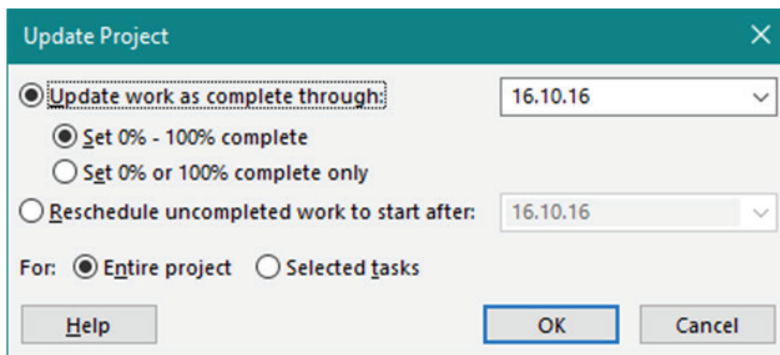 Update Project
Update work as complete through: 16.10.16
Set 0% - 100% complete
Set 0% or 100% complete only
Reschedule uncompleted work to start after: 16.10.16
For: Entire project Selected tasks
Help OK Cancel